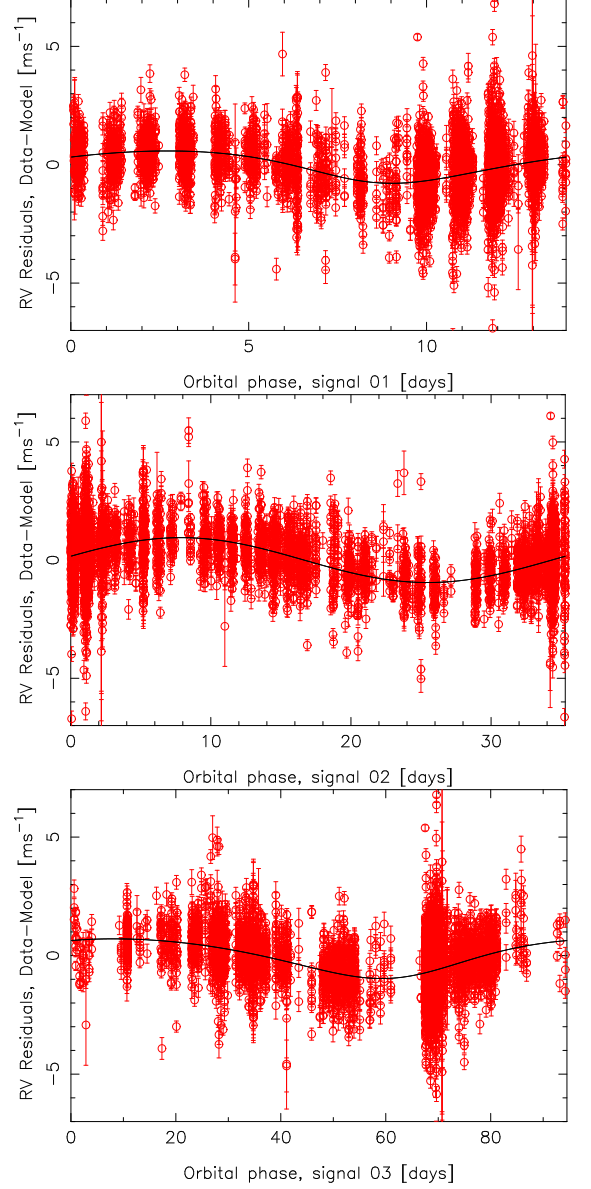 RV Residuals, Data−Model [ms⁻¹]
5
0
−5
0 5 10
Orbital phase, signal 01 [days]
RV Residuals, Data−Model [ms⁻¹]
5
0
−5
0 10 20 30
Orbital phase, signal 02 [days]
RV Residuals, Data−Model [ms⁻¹]
5
0
−5
0 20 40 60 80
Orbital phase, signal 03 [days]